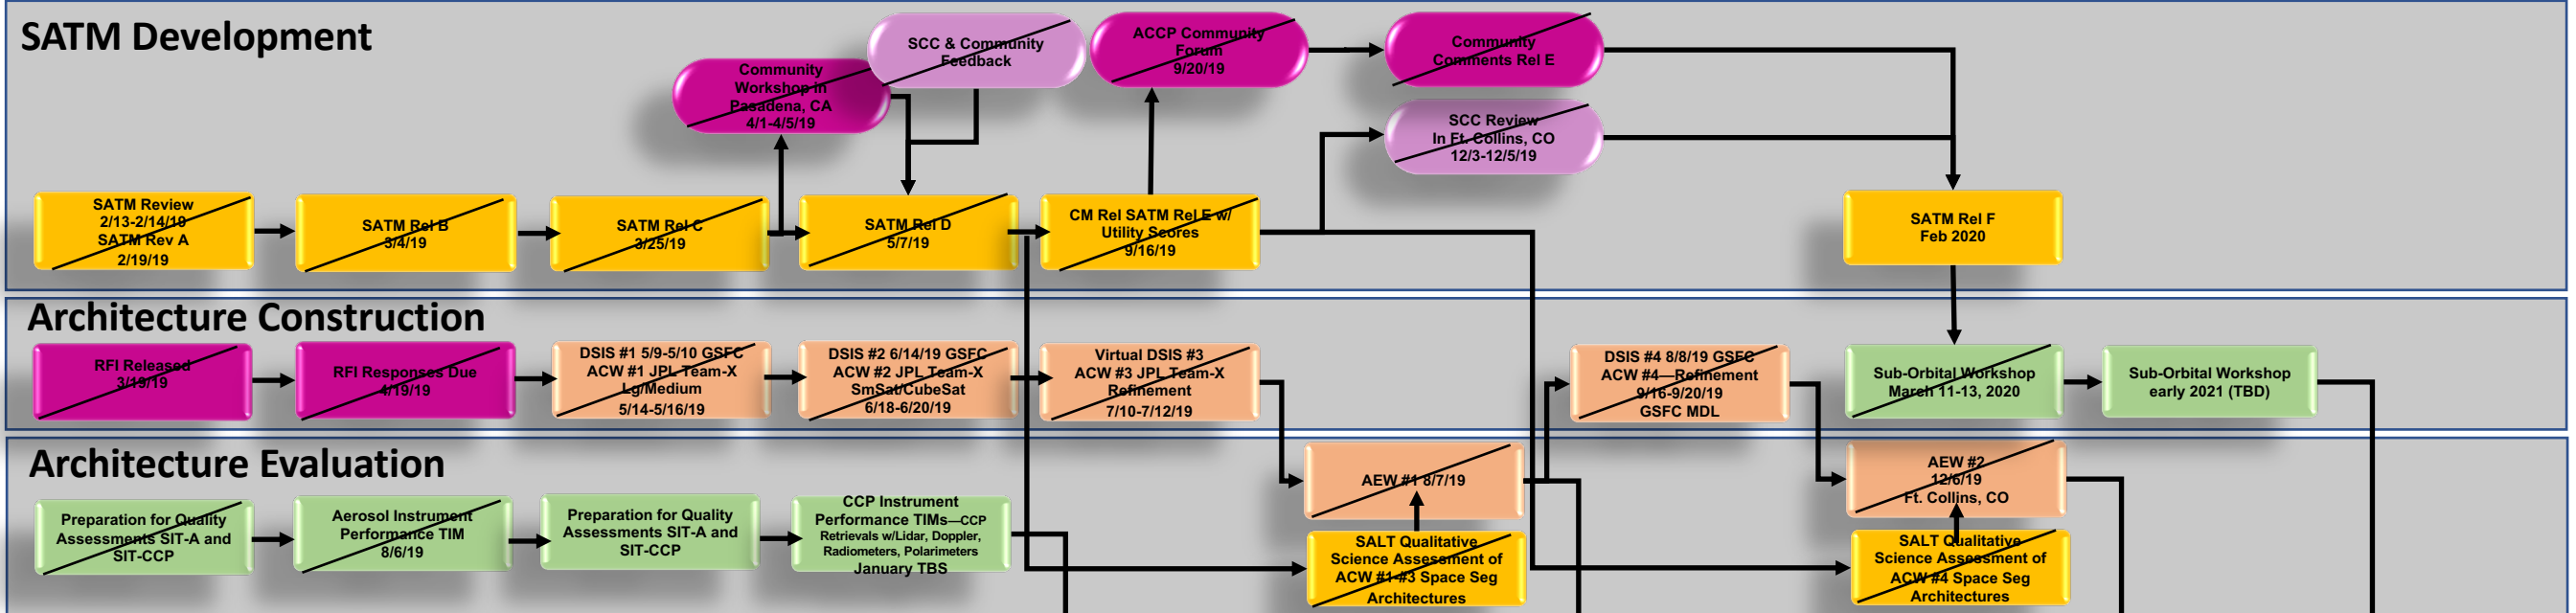 SATM Development
Community
Workshop in
Pasadena, CA
4/1-4/5/19
SCC & Community
Feedback
ACCP Community
Forum
9/20/19
Community
Comments Rel E
SCC Review
In Ft. Collins, CO
12/3-12/5/19
SATM Review
2/13-2/14/19
SATM Rev A
2/19/19
SATM Rel B
3/4/19
SATM Rel C
3/25/19
SATM Rel D
5/7/19
CM Rel SATM Rel E w/
Utility Scores
9/16/19
SATM Rel F
Feb 2020
Architecture Construction
RFI Released
3/19/19
RFI Responses Due
4/19/19
DSIS #1 5/9-5/10 GSFC
ACW #1 JPL Team-X
Lg/Medium
5/14-5/16/19
DSIS #2 6/14/19 GSFC
ACW #2 JPL Team-X
SmSat/CubeSat
6/18-6/20/19
Virtual DSIS #3
ACW #3 JPL Team-X
Refinement
7/10-7/12/19
DSIS #4 8/8/19 GSFC
ACW #4—Refinement
9/16-9/20/19
GSFC MDL
Sub-Orbital Workshop
March 11-13, 2020
Sub-Orbital Workshop
early 2021 (TBD)
Architecture Evaluation
Preparation for Quality
Assessments SIT-A and
SIT-CCP
Aerosol Instrument
Performance TIM
8/6/19
Preparation for Quality
Assessments SIT-A and
SIT-CCP
CCP Instrument
Performance TIMs—CCP
Retrievals w/Lidar, Doppler,
Radiometers, Polarimeters
January TBS
AEW #1 8/7/19
SALT Qualitative
Science Assessment of
ACW #1-#3 Space Seg
Architectures
AEW #2
12/6/19
Ft. Collins, CO
SALT Qualitative
Science Assessment of
ACW #4 Space Seg
Architectures